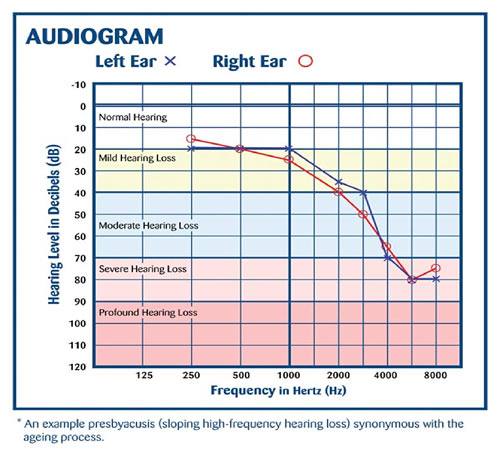 AUDIOGRAM
Left Ear × Right Ear O
Hearing Level in Decibels (dB)
-10
0
Normal Hearing
10
20
Mild Hearing Loss
30
40
50
Moderate Hearing Loss
60
70
Severe Hearing Loss
80
90
Profound Hearing Loss
100
110
120
125 250 500 1000 2000 4000 8000
Frequency in Hertz (Hz)
* An example presbyacusis (sloping high-frequency hearing loss) synonymous with the
ageing process.